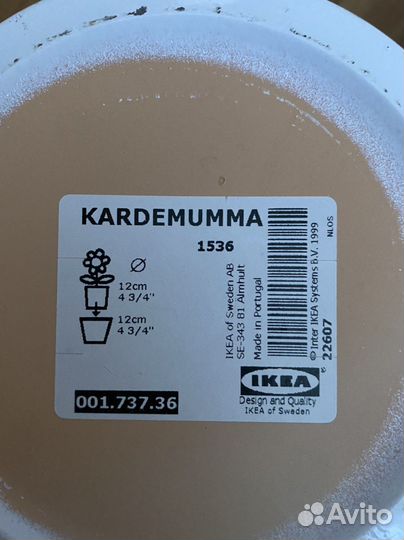 KARDEMUMMA
1536
12cm
4 3/4"
12cm
4 3/4"
001.737.36
IKEA of Sweden AB
SE-343 81 Älmhult
Made in Portugal
© Inter IKEA Systems B.V. 1999
22607
NLOS
IKEA®
Design and Quality
IKEA of Sweden
Avito